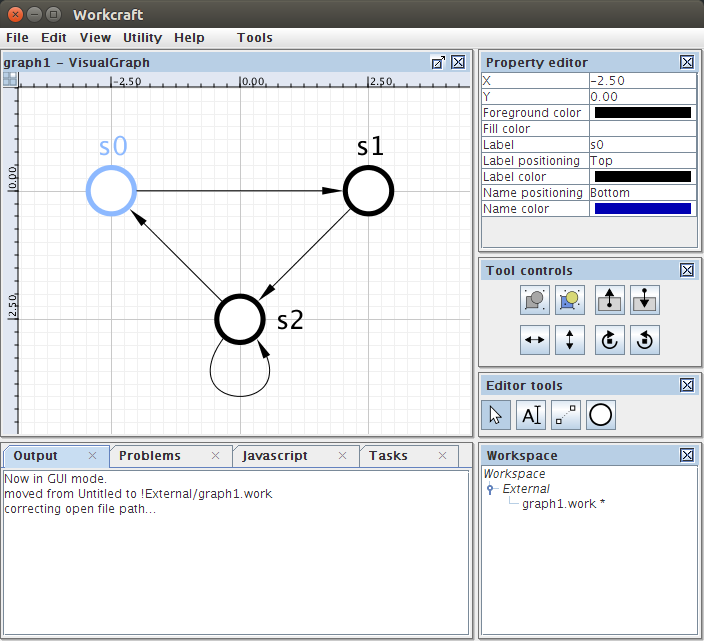 Workcraft
File Edit View Utility Help Tools
graph1 – VisualGraph
-2.50 0.00 2.50
0.00
2.50
s0
s1
s2
Property editor
X -2.50
Y 0.00
Foreground color
Fill color
Label s0
Label positioning Top
Label color
Name positioning Bottom
Name color
Tool controls
Editor tools
A
Output Problems Javascript Tasks
Now in GUI mode.
moved from Untitled to !External/graph1.work
correcting open file path...
Workspace
Workspace
External
graph1.work *